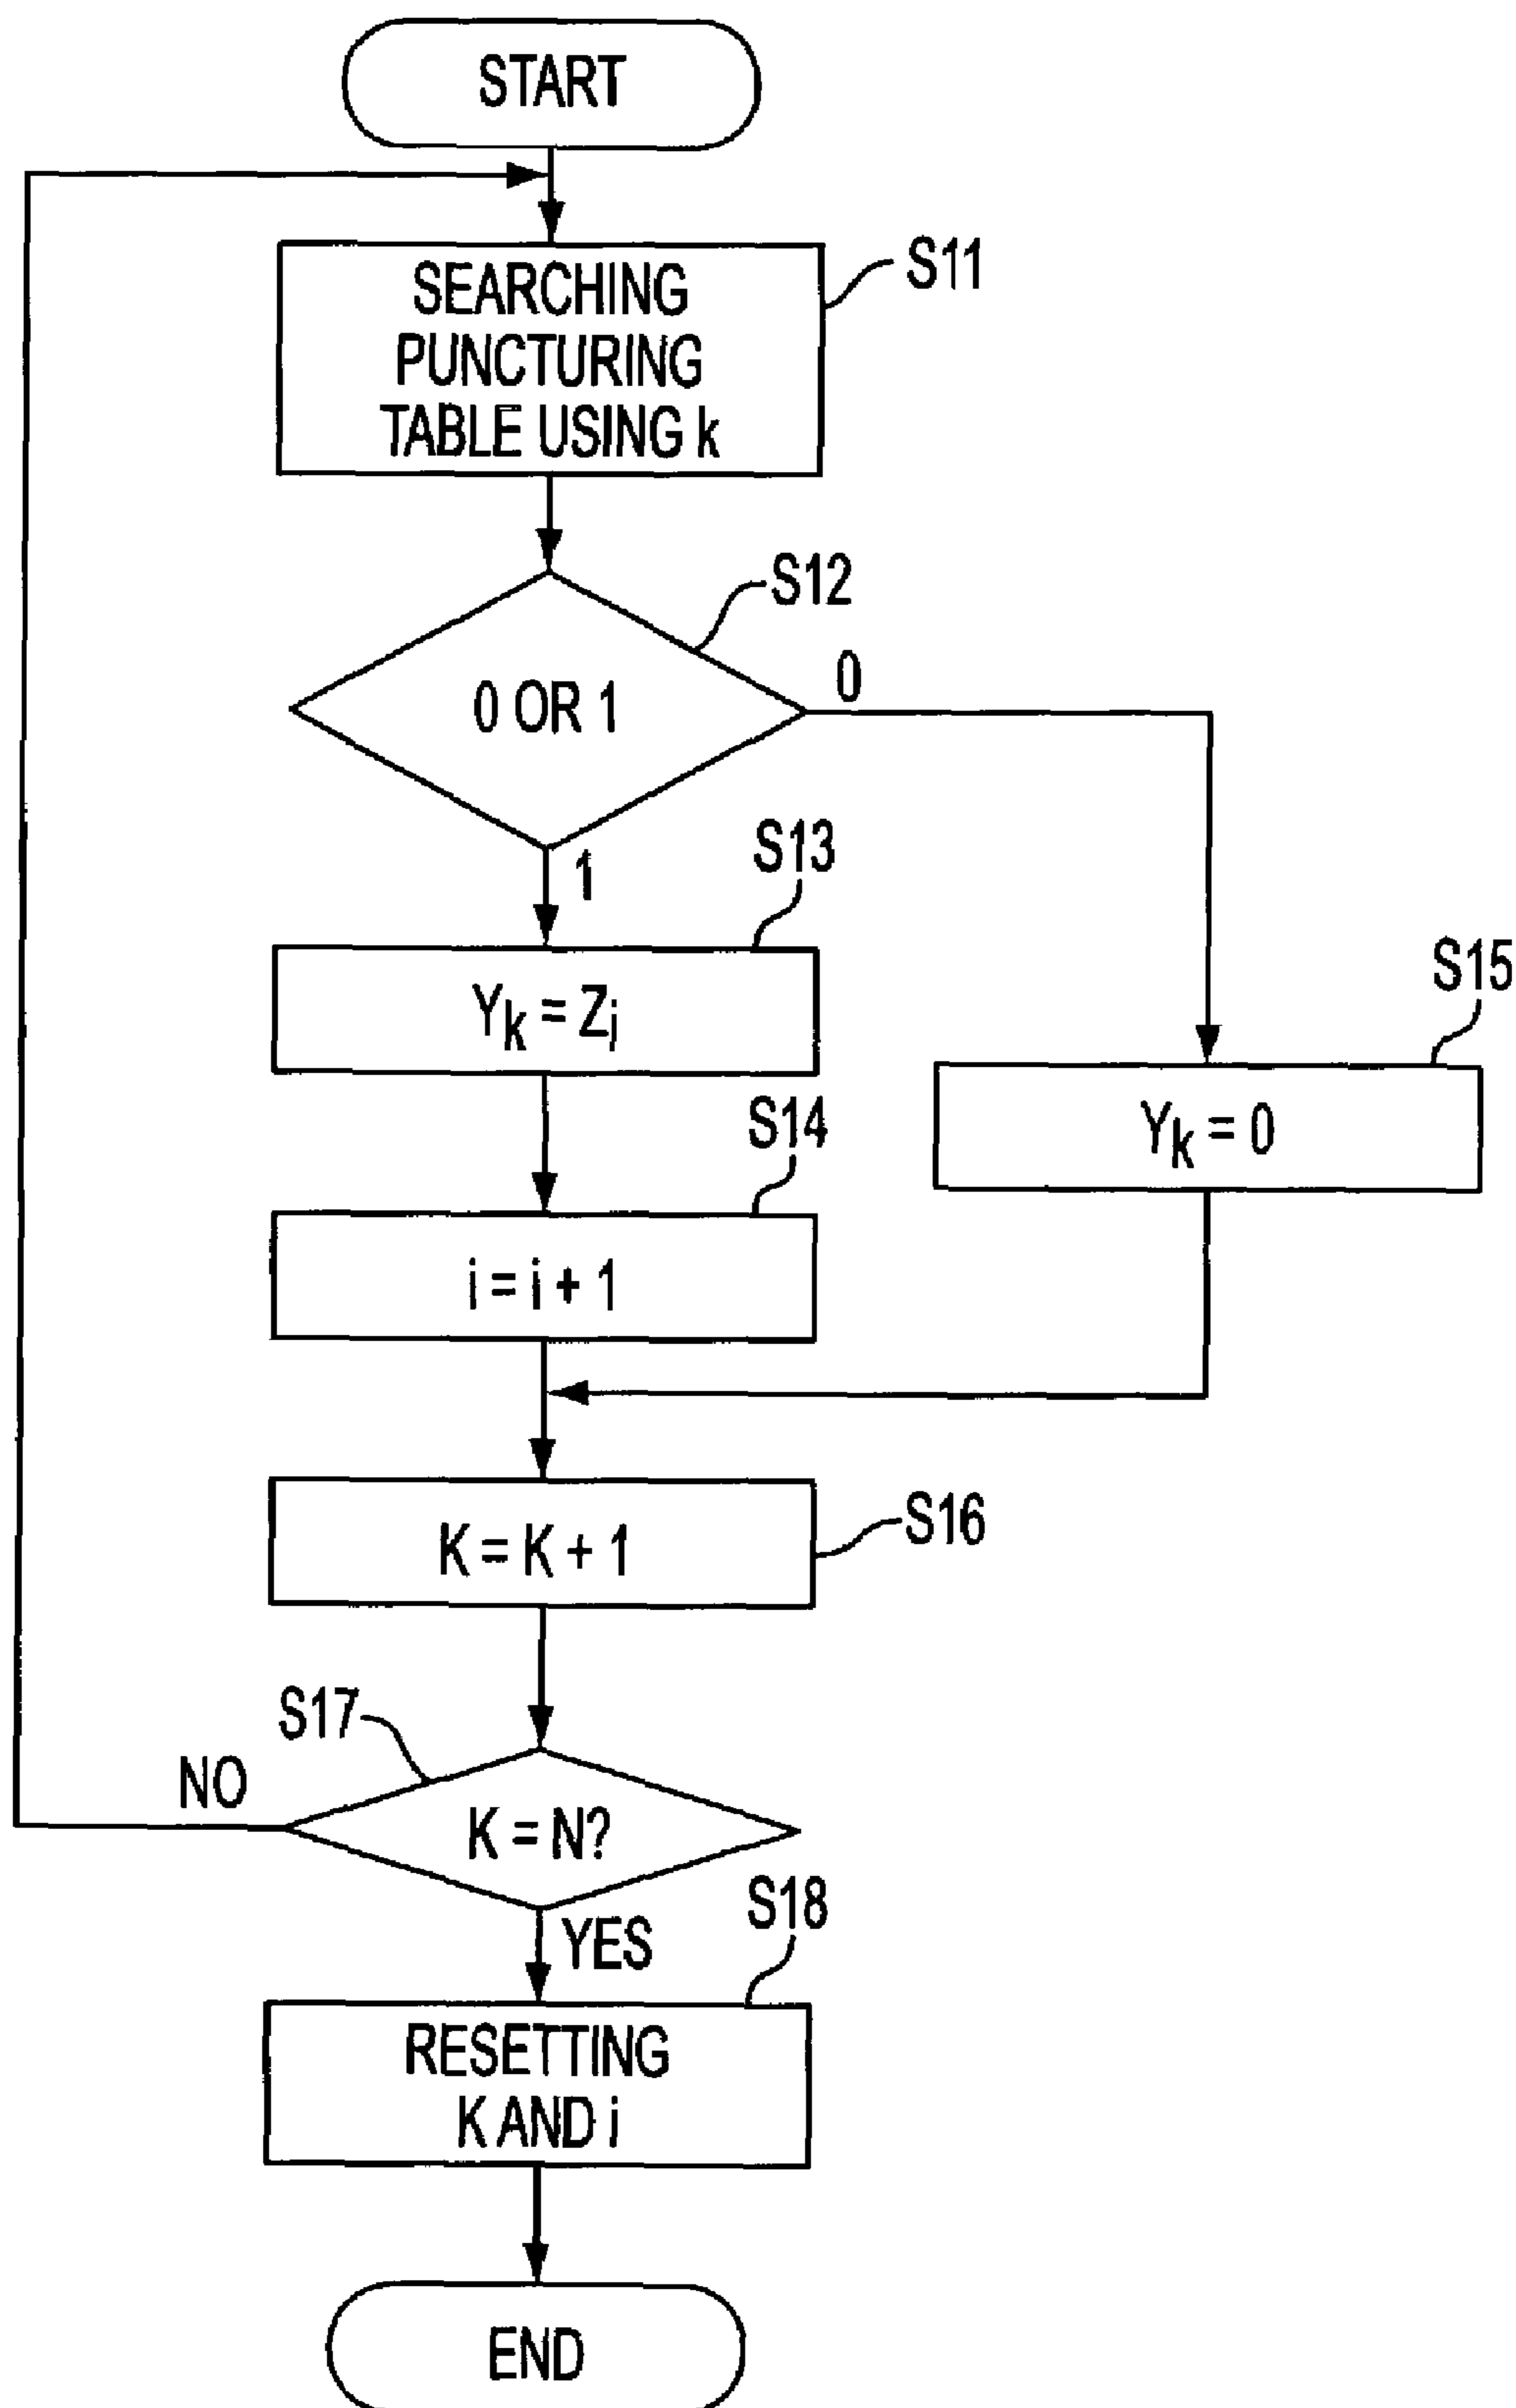 START
SEARCHING
PUNCTURING
TABLE USING k
S11
S12
0 OR 1
0
1
S13
Yk = Zi
S15
Yk = 0
S14
i = i + 1
K = K + 1
S16
S17
NO
K = N?
YES
S18
RESETTING
K AND i
END